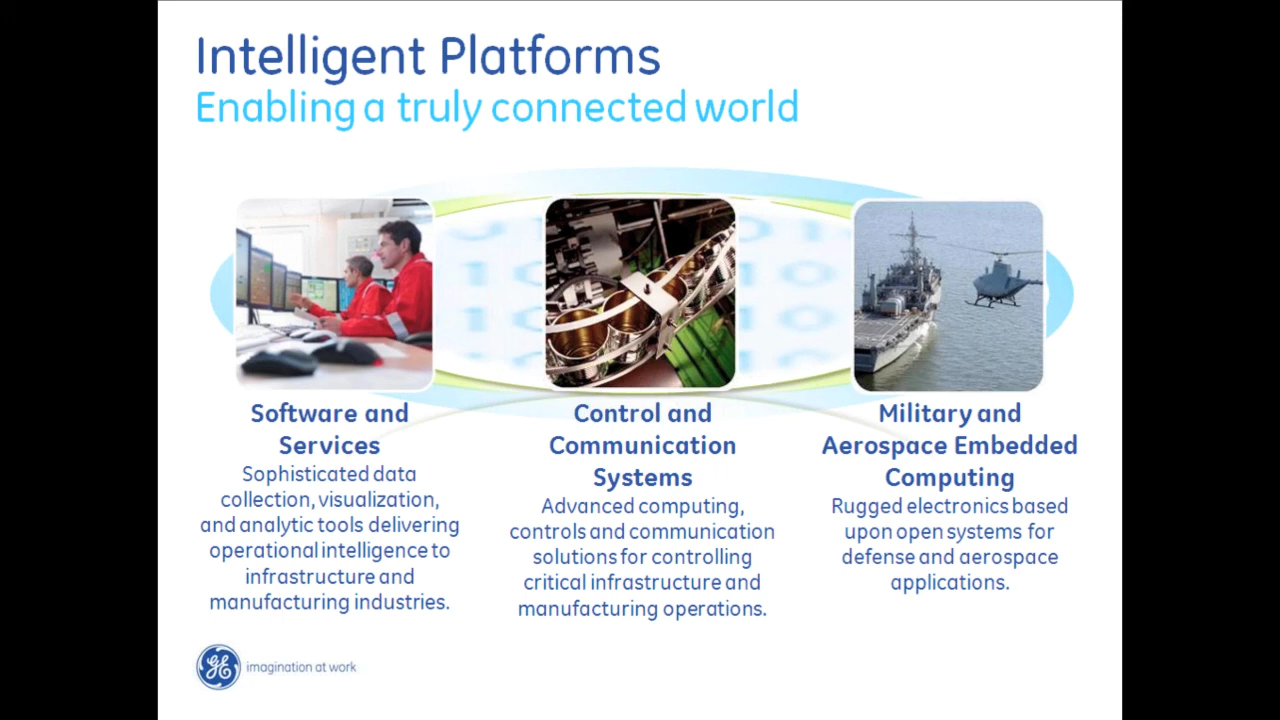 Intelligent Platforms
Enabling a truly connected world
Software and
Services
Sophisticated data
collection, visualization,
and analytic tools delivering
operational intelligence to
infrastructure and
manufacturing industries.
Control and
Communication
Systems
Advanced computing,
controls and communication
solutions for controlling
critical infrastructure and
manufacturing operations.
Military and
Aerospace Embedded
Computing
Rugged electronics based
upon open systems for
defense and aerospace
applications.
GE
imagination at work